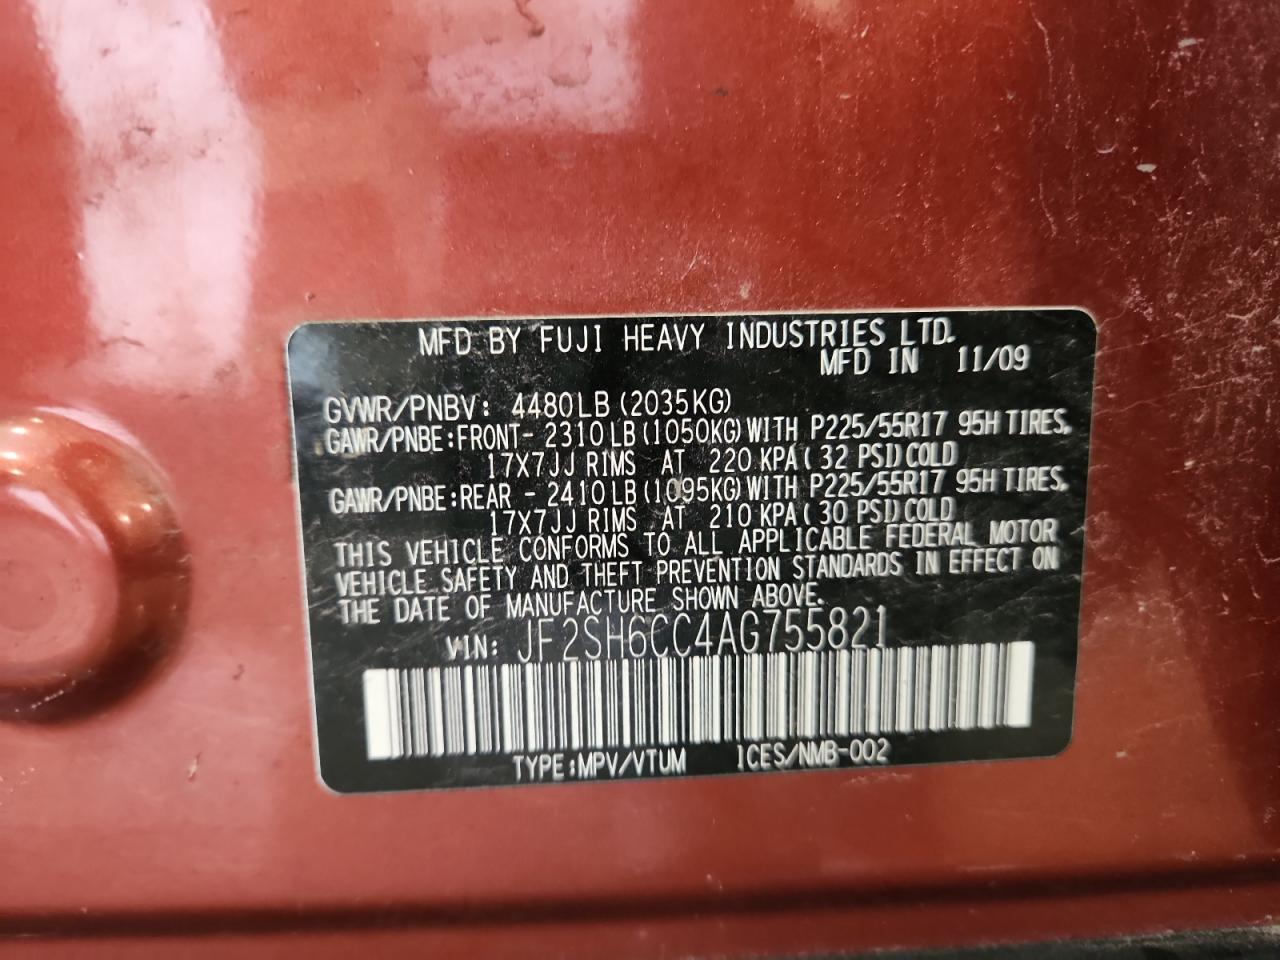 MFD BY FUJI HEAVY INDUSTRIES LTD.
MFD IN 11/09
GVWR/PNBV: 4480LB (2035KG)
GAWR/PNBE:FRONT- 2310LB (1050KG) WITH P225/55R17 95H TIRES,
17X7JJ RIMS AT 220 KPA (32 PSI) COLD
GAWR/PNBE:REAR - 2410LB (1095KG) WITH P225/55R17 95H TIRES,
17X7JJ RIMS AT 210 KPA (30 PSI) COLD
THIS VEHICLE CONFORMS TO ALL APPLICABLE FEDERAL MOTOR
VEHICLE SAFETY AND THEFT PREVENTION STANDARDS IN EFFECT ON
THE DATE OF MANUFACTURE SHOWN ABOVE.
VIN: JF2SH6CC4AG755821
TYPE:MPV/VTUM ICES/NMB-002